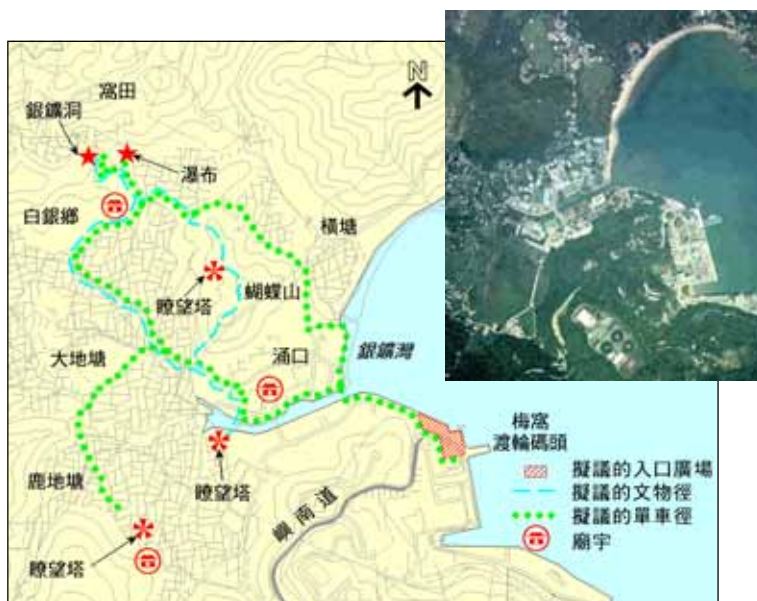 N
窩田
銀鑛洞
瀑布
白銀鄉
橫塘
瞭望塔
蝴蝶山
銀鑛灣
大地塘
涌口
梅窩
渡輪碼頭
擬議的入口廣場
擬議的文物徑
擬議的單車徑
廟宇
鹿地塘
瞭望塔
嶼南道
瞭望塔